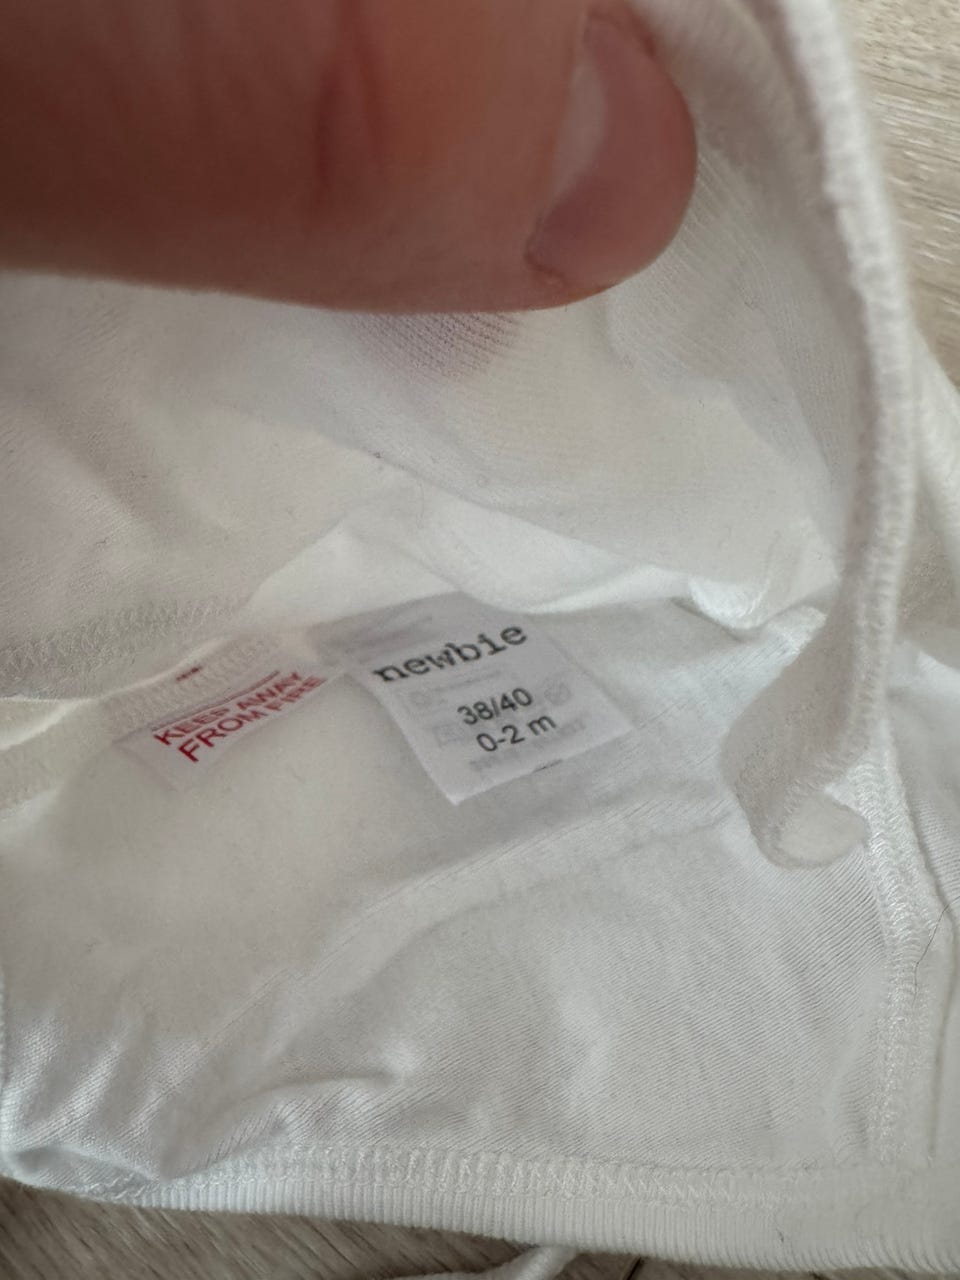 newbie
38/40
0-2 m
KEEP AWAY
FROM FIRE